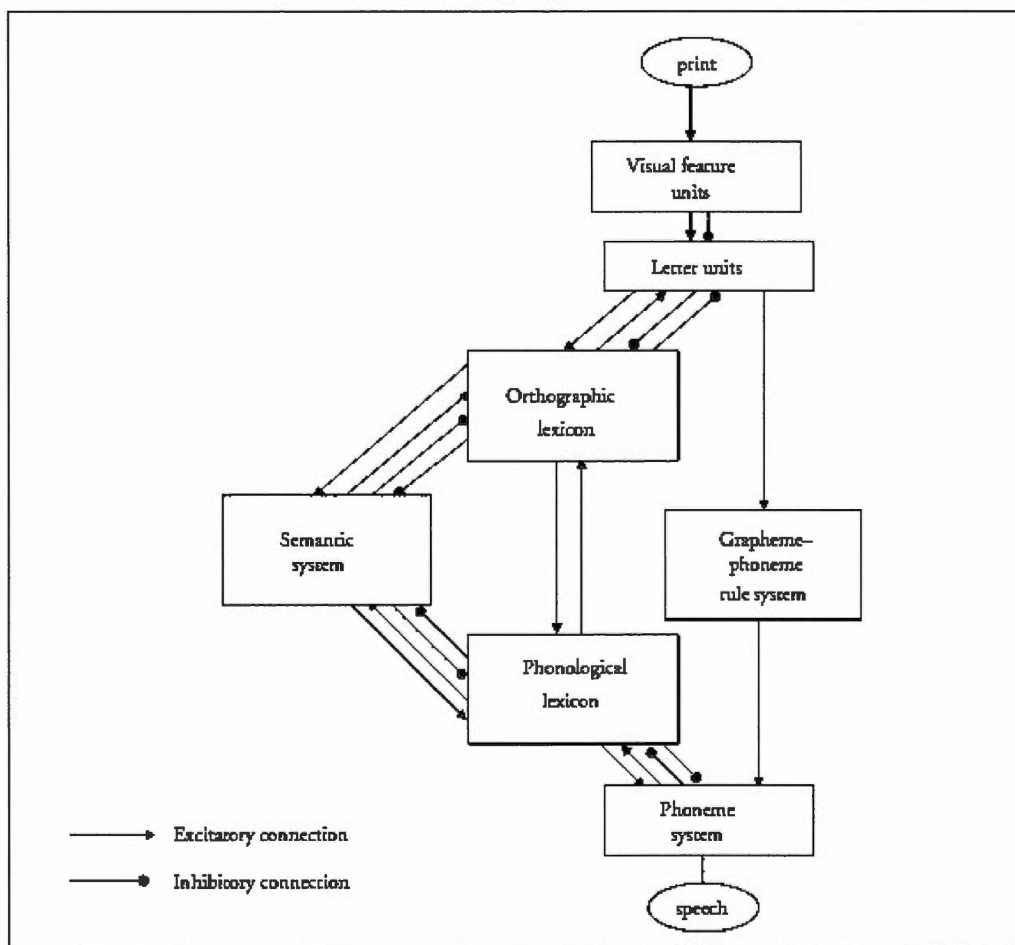 print
Visual feature
units
Letter units
Orthographic
lexicon
Semantic
system
Grapheme–
phoneme
rule system
Phonological
lexicon
Phoneme
system
Excitatory connection
Inhibitory connection
speech